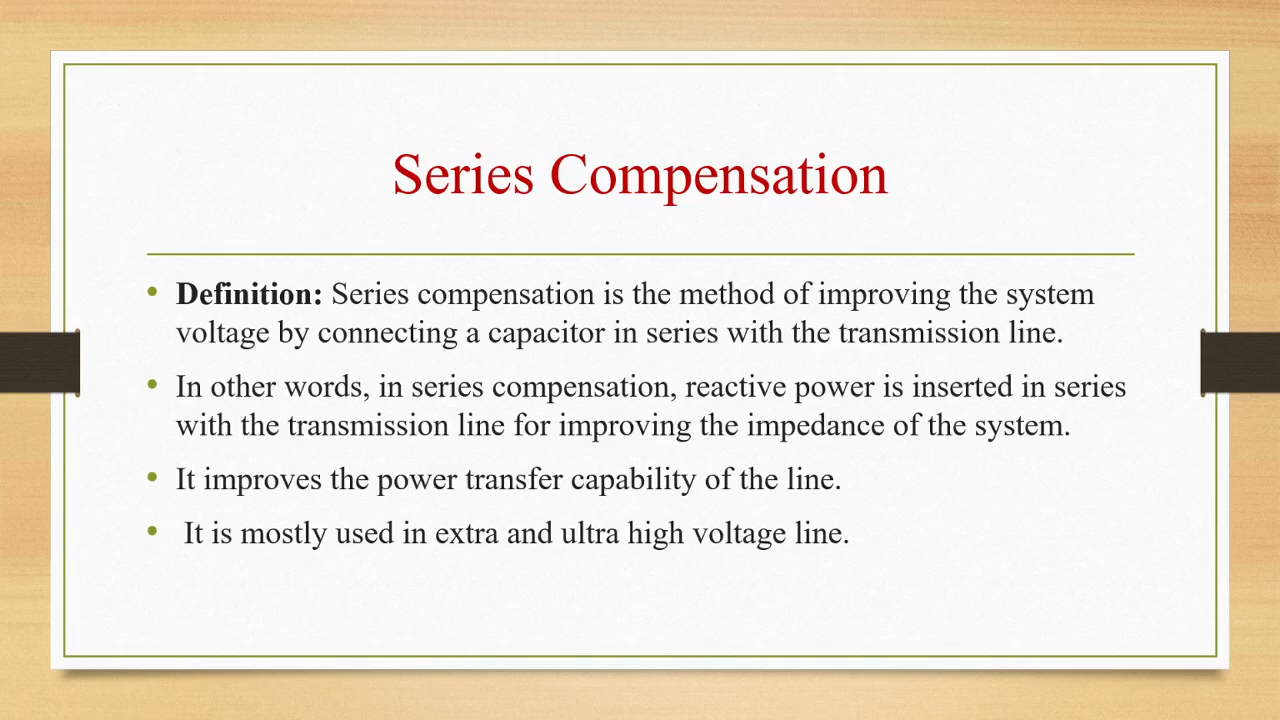 Series Compensation
• Definition: Series compensation is the method of improving the system
voltage by connecting a capacitor in series with the transmission line.
• In other words, in series compensation, reactive power is inserted in series
with the transmission line for improving the impedance of the system.
• It improves the power transfer capability of the line.
• It is mostly used in extra and ultra high voltage line.